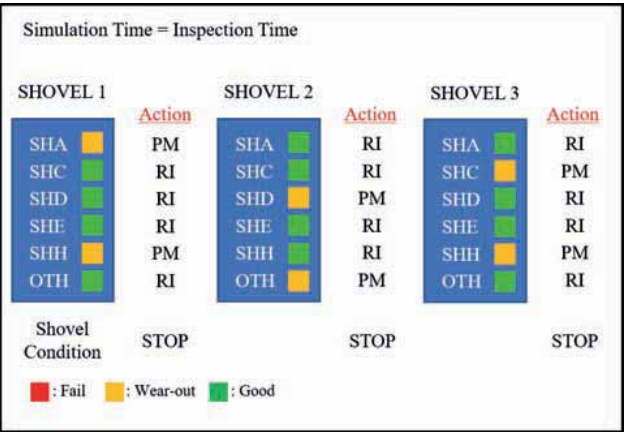 Simulation Time = Inspection Time
SHOVEL 1 SHOVEL 2 SHOVEL 3
Action Action Action
SHA PM SHA RI SHA RI
SHC RI SHC RI SHC PM
SHD RI SHD PM SHD RI
SHE RI SHE RI SHE RI
SHH PM SHH RI SHH PM
OTH RI OTH PM OTH RI
Shovel
Condition STOP STOP STOP
: Fail : Wear-out : Good